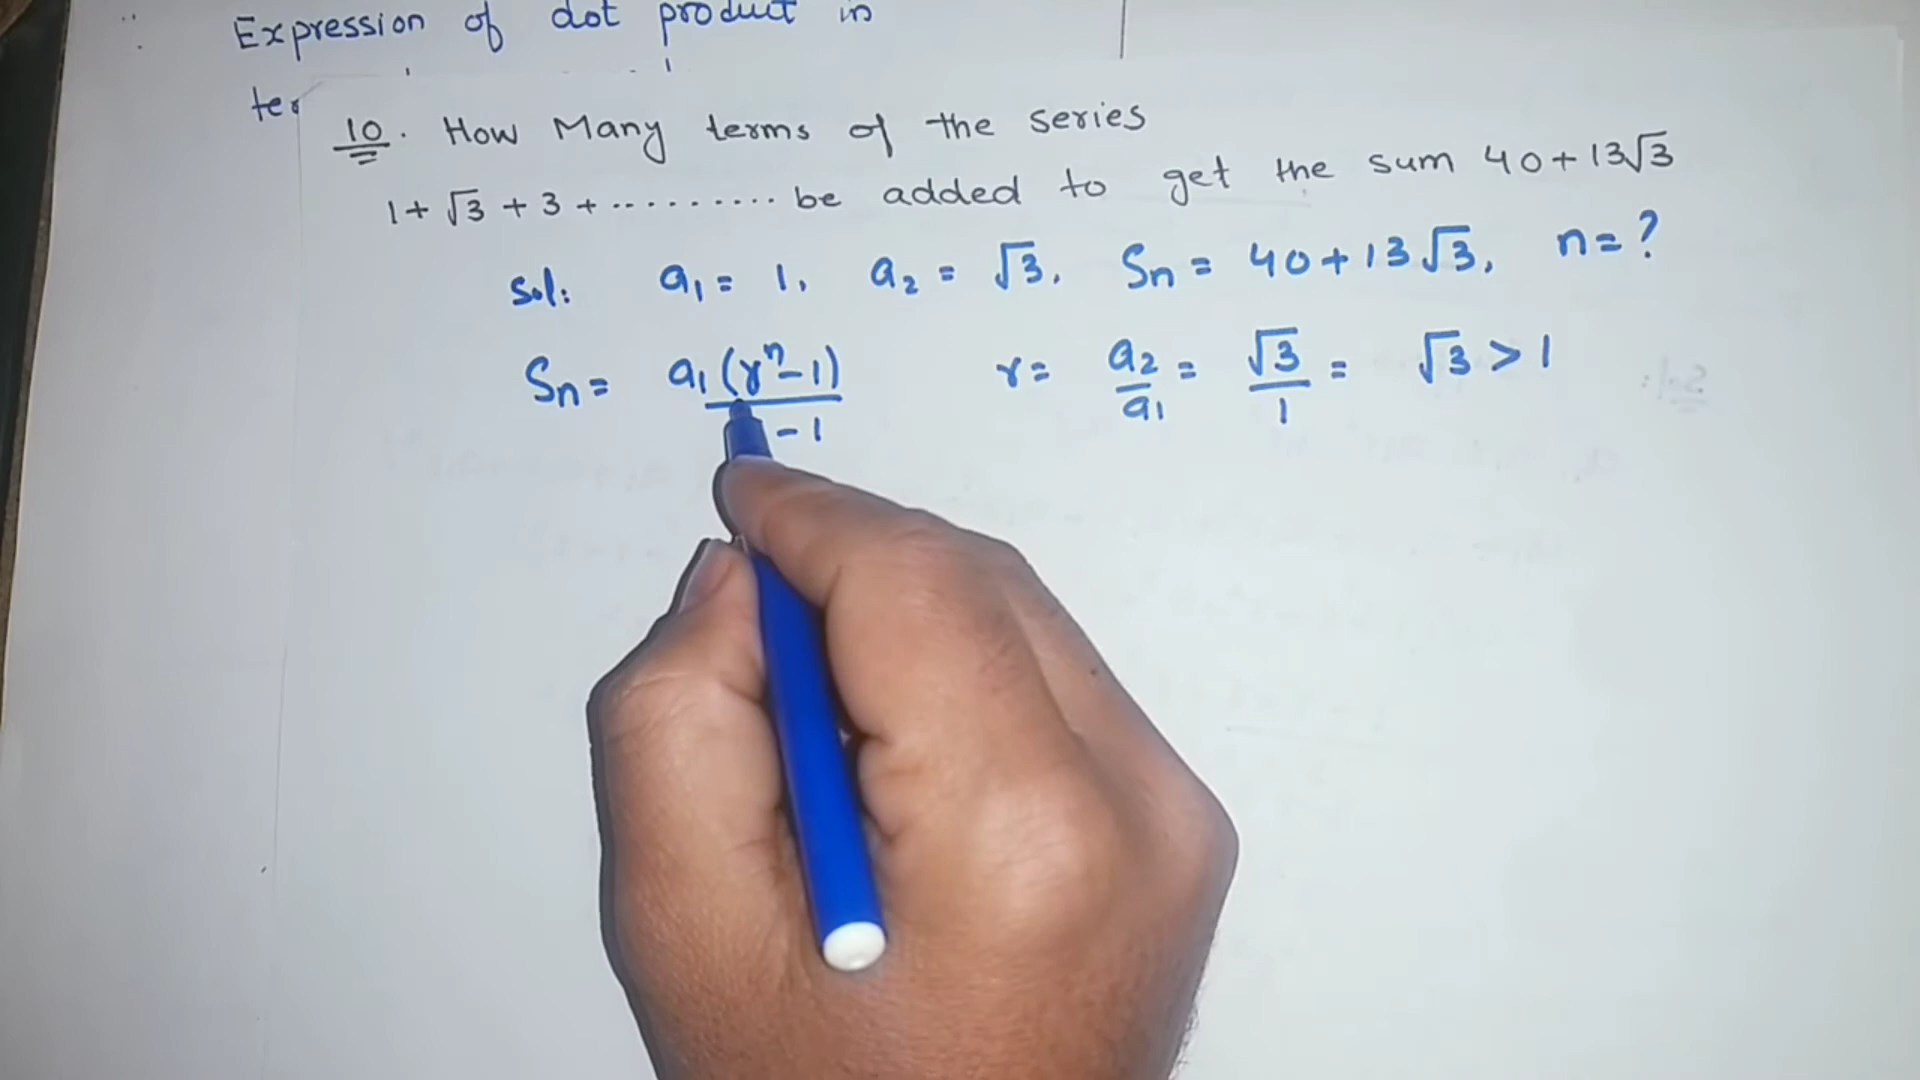 Expression of dot product in
10. How Many terms of the series
1 + √3 + 3 + .......... be added to get the sum 40 + 13√3
Sol: a₁ = 1, a₂ = √3, Sn = 40 + 13√3, n = ?
Sn = a₁(rⁿ - 1) / - 1 r = a₂/a₁ = √3/1 = √3 > 1